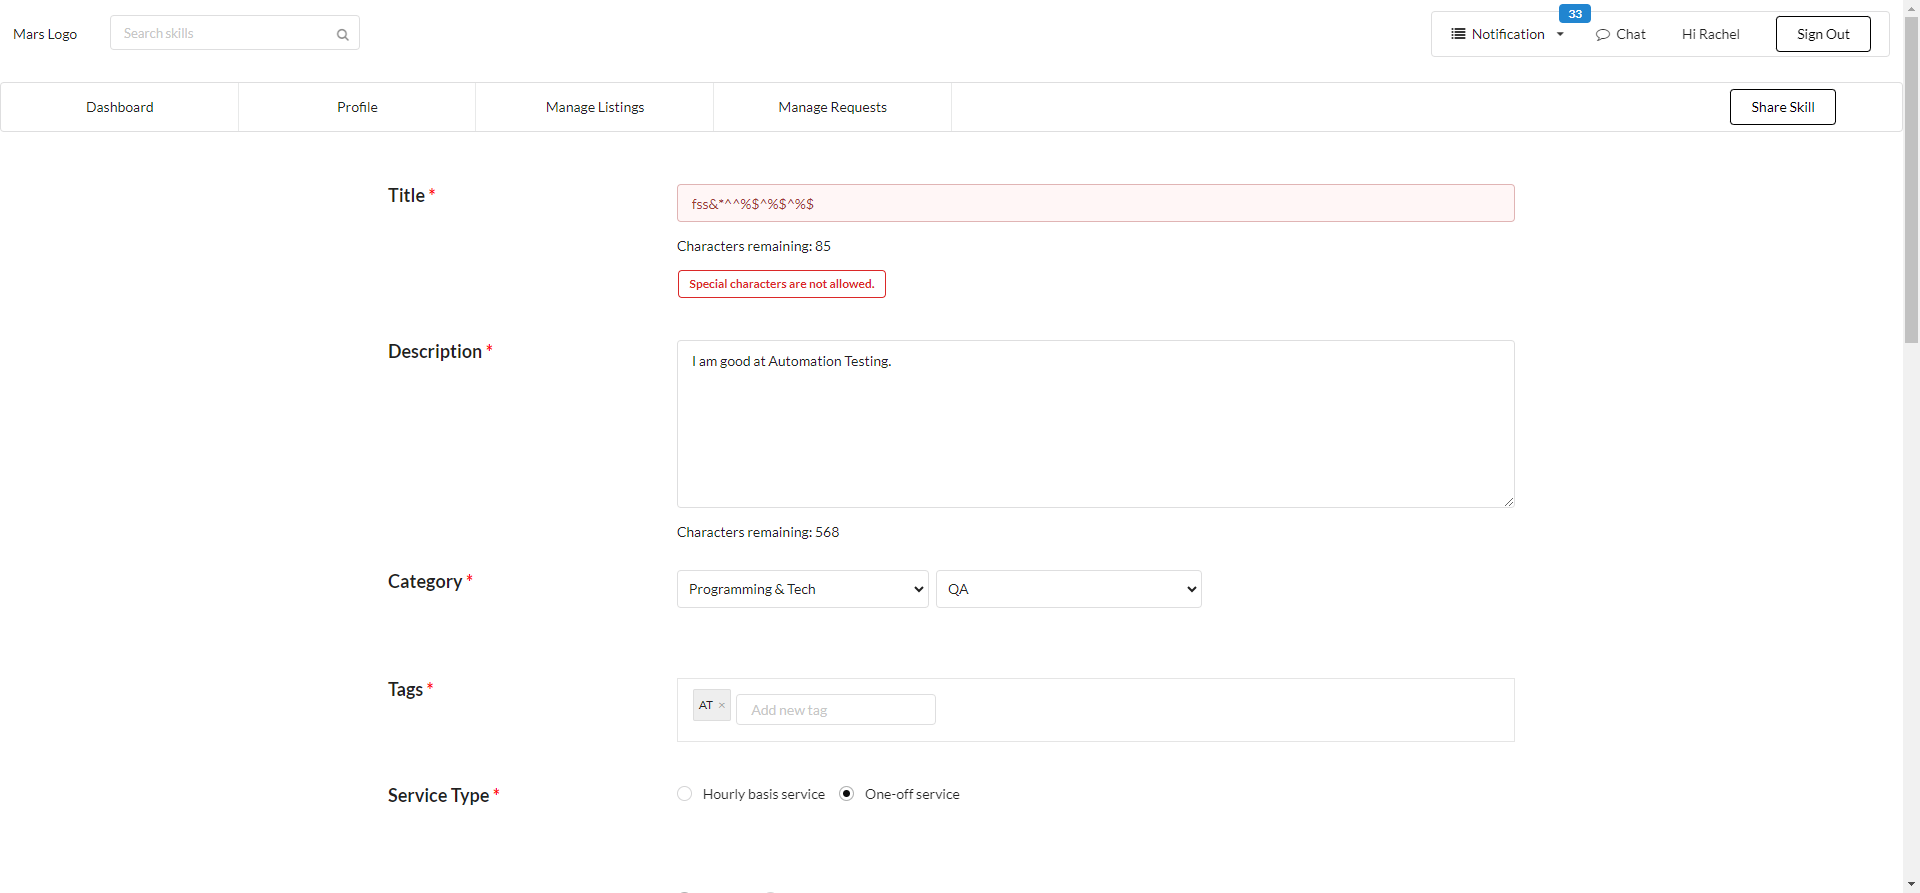 Mars Logo
Search skills
33
Notification
Chat
Hi Rachel
Sign Out
Dashboard
Profile
Manage Listings
Manage Requests
Share Skill
Title *
fss&*^^%$^%$^%$
Characters remaining: 85
Special characters are not allowed.
Description *
I am good at Automation Testing.
Characters remaining: 568
Category *
Programming & Tech
QA
Tags *
AT ×
Add new tag
Service Type *
Hourly basis service
One-off service